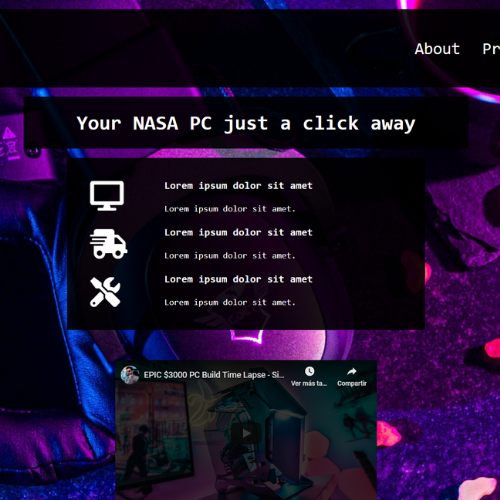 About Pr
Your NASA PC just a click away
Lorem ipsum dolor sit amet
Lorem ipsum dolor sit amet.
Lorem ipsum dolor sit amet
Lorem ipsum dolor sit amet.
Lorem ipsum dolor sit amet
Lorem ipsum dolor sit amet.
EPIC $3000 PC Build Time Lapse - Si...
Ver más ta... Compartir